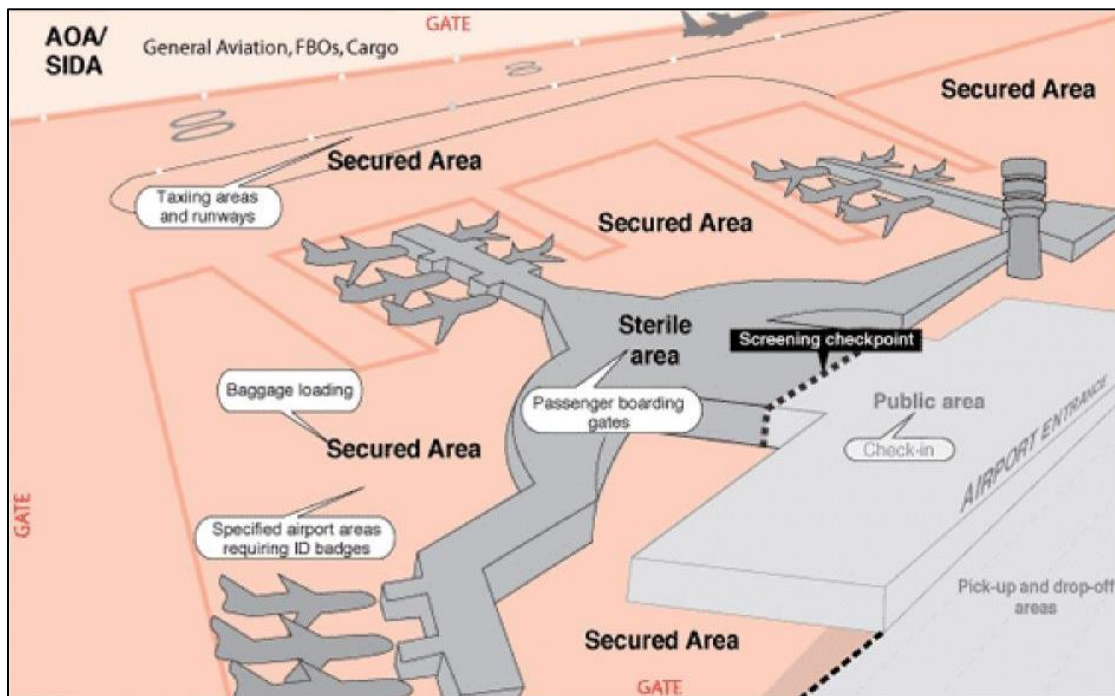 AOA/
SIDA
General Aviation, FBOs, Cargo
GATE
Secured Area
Secured Area
Taxiing areas
and runways
Secured Area
Sterile
area
Screening checkpoint
Baggage loading
Passenger boarding
gates
Public area
Check-in
AIRPORT ENTRANCE
Secured Area
GATE
Specified airport areas
requiring ID badges
Pick-up and drop-off
areas
Secured Area
GATE